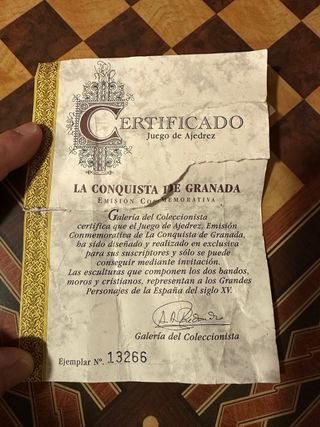 CERTIFICADO
Juego de Ajedrez
LA CONQUISTA DE GRANADA
EMISIÓN CONMEMORATIVA
Galería del Coleccionista
certifica que el Juego de Ajedrez, Emisión
Conmemorativa de La Conquista de Granada,
ha sido diseñado y realizado en exclusiva
para sus suscriptores y sólo se puede
conseguir mediante invitación.
Las esculturas que componen los dos bandos,
moros y cristianos, representan a los Grandes
Personajes de la España del siglo XV.
Galería del Coleccionista
Ejemplar Nº. 13266